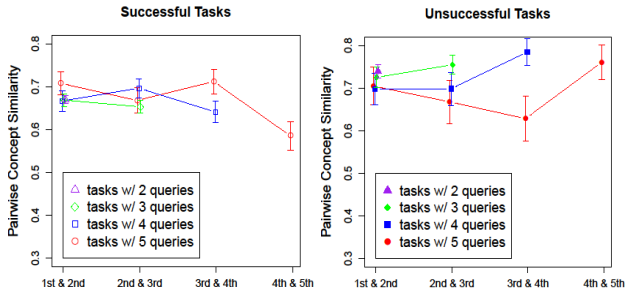 Successful Tasks
Pairwise Concept Similarity
0.8
0.7
0.6
0.5
0.4
0.3
tasks w/ 2 queries
tasks w/ 3 queries
tasks w/ 4 queries
tasks w/ 5 queries
1st & 2nd 2nd & 3rd 3rd & 4th 4th & 5th
Unsuccessful Tasks
Pairwise Concept Similarity
0.8
0.7
0.6
0.5
0.4
0.3
tasks w/ 2 queries
tasks w/ 3 queries
tasks w/ 4 queries
tasks w/ 5 queries
1st & 2nd 2nd & 3rd 3rd & 4th 4th & 5th